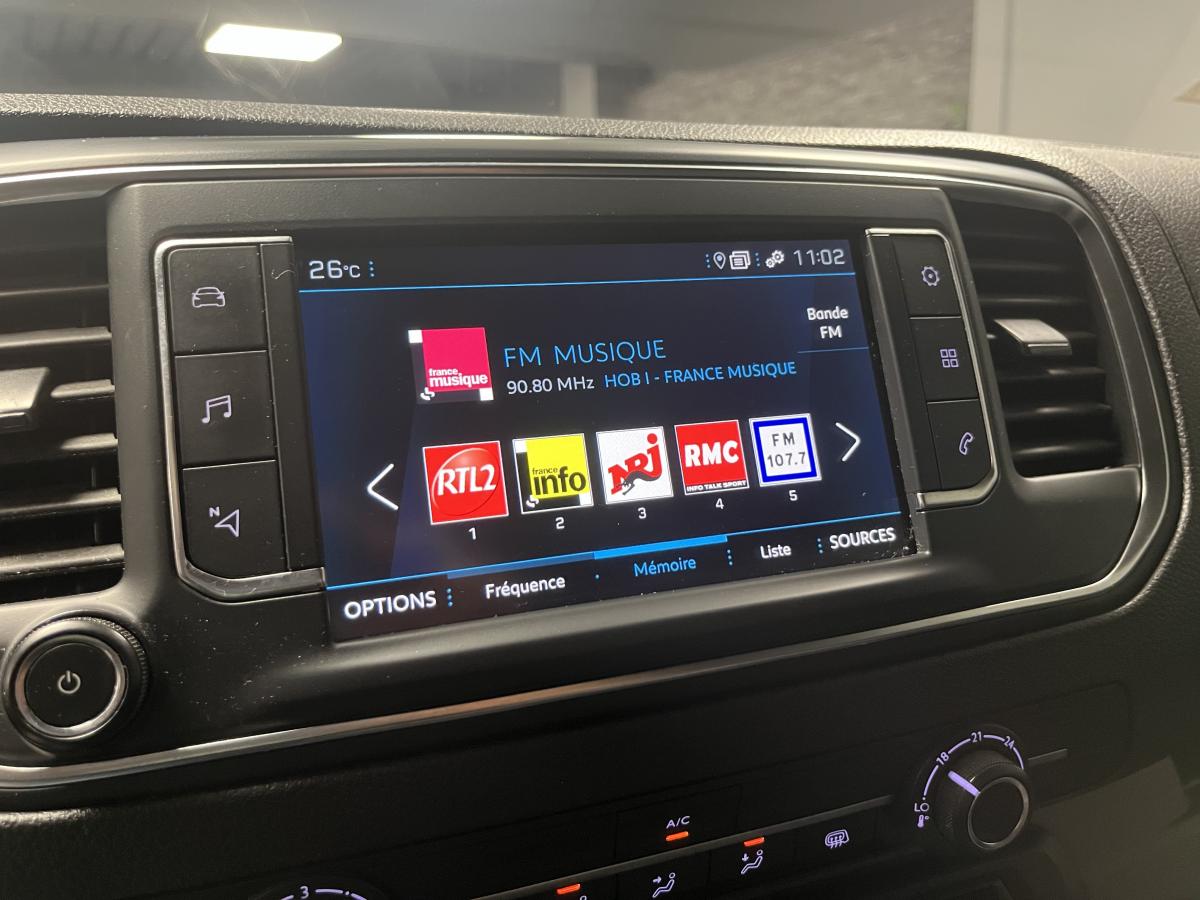 26°C
11:02
Bande
FM
france
musique
FM MUSIQUE
90.80 MHz HOB I - FRANCE MUSIQUE
RTL2
france
info
NRJ
RMC
INFO TALK SPORT
FM
107.7
1
2
3
4
5
OPTIONS
Fréquence
Mémoire
Liste
SOURCES
N
LO
18
21
24
A/C
3